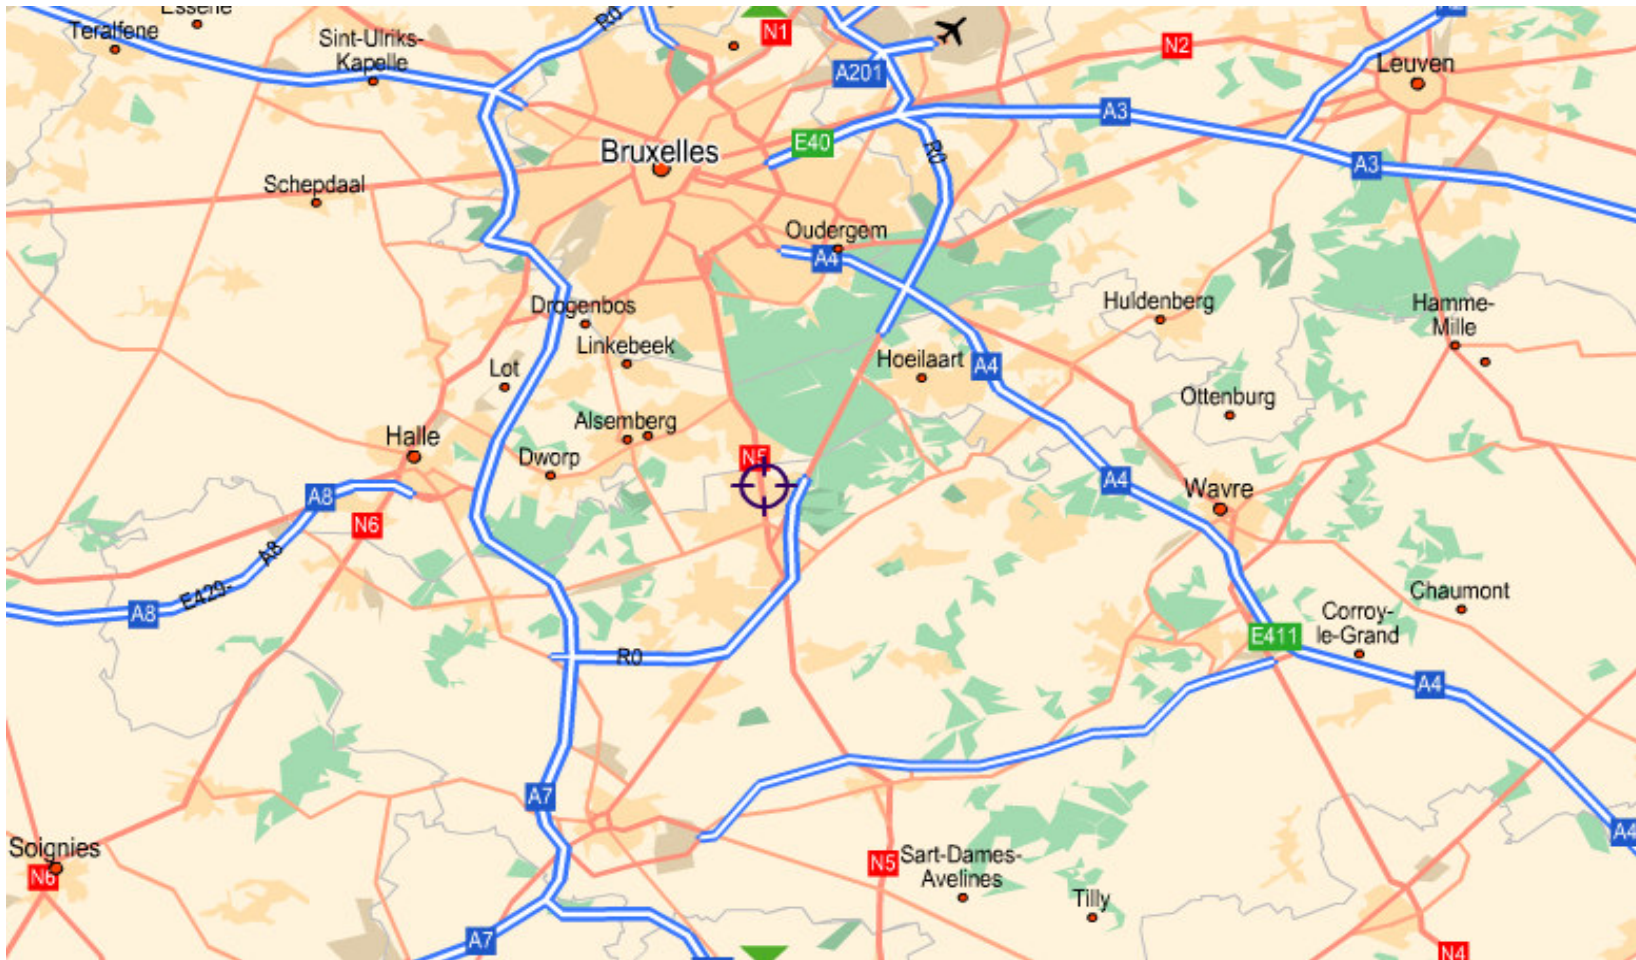 Essene
R0
N1
Teralfene
Sint-Ulriks-
Kapelle
N2
A201
Leuven
A3
E40
Bruxelles
R0
A3
Schepdaal
Oudergem
A4
Drogenbos
Huldenberg
Hamme-
Mille
Linkebeek
Lot
Hoeilaart
A4
Ottenburg
Alsemberg
Halle
Dworp
N5
A4
Wavre
A8
N6
A8
E429-
A8
Chaumont
Corroy-
le-Grand
E411
R0
A4
A7
A4
Soignies
N6
N5
Sart-Dames-
Avelines
Tilly
A7
N4